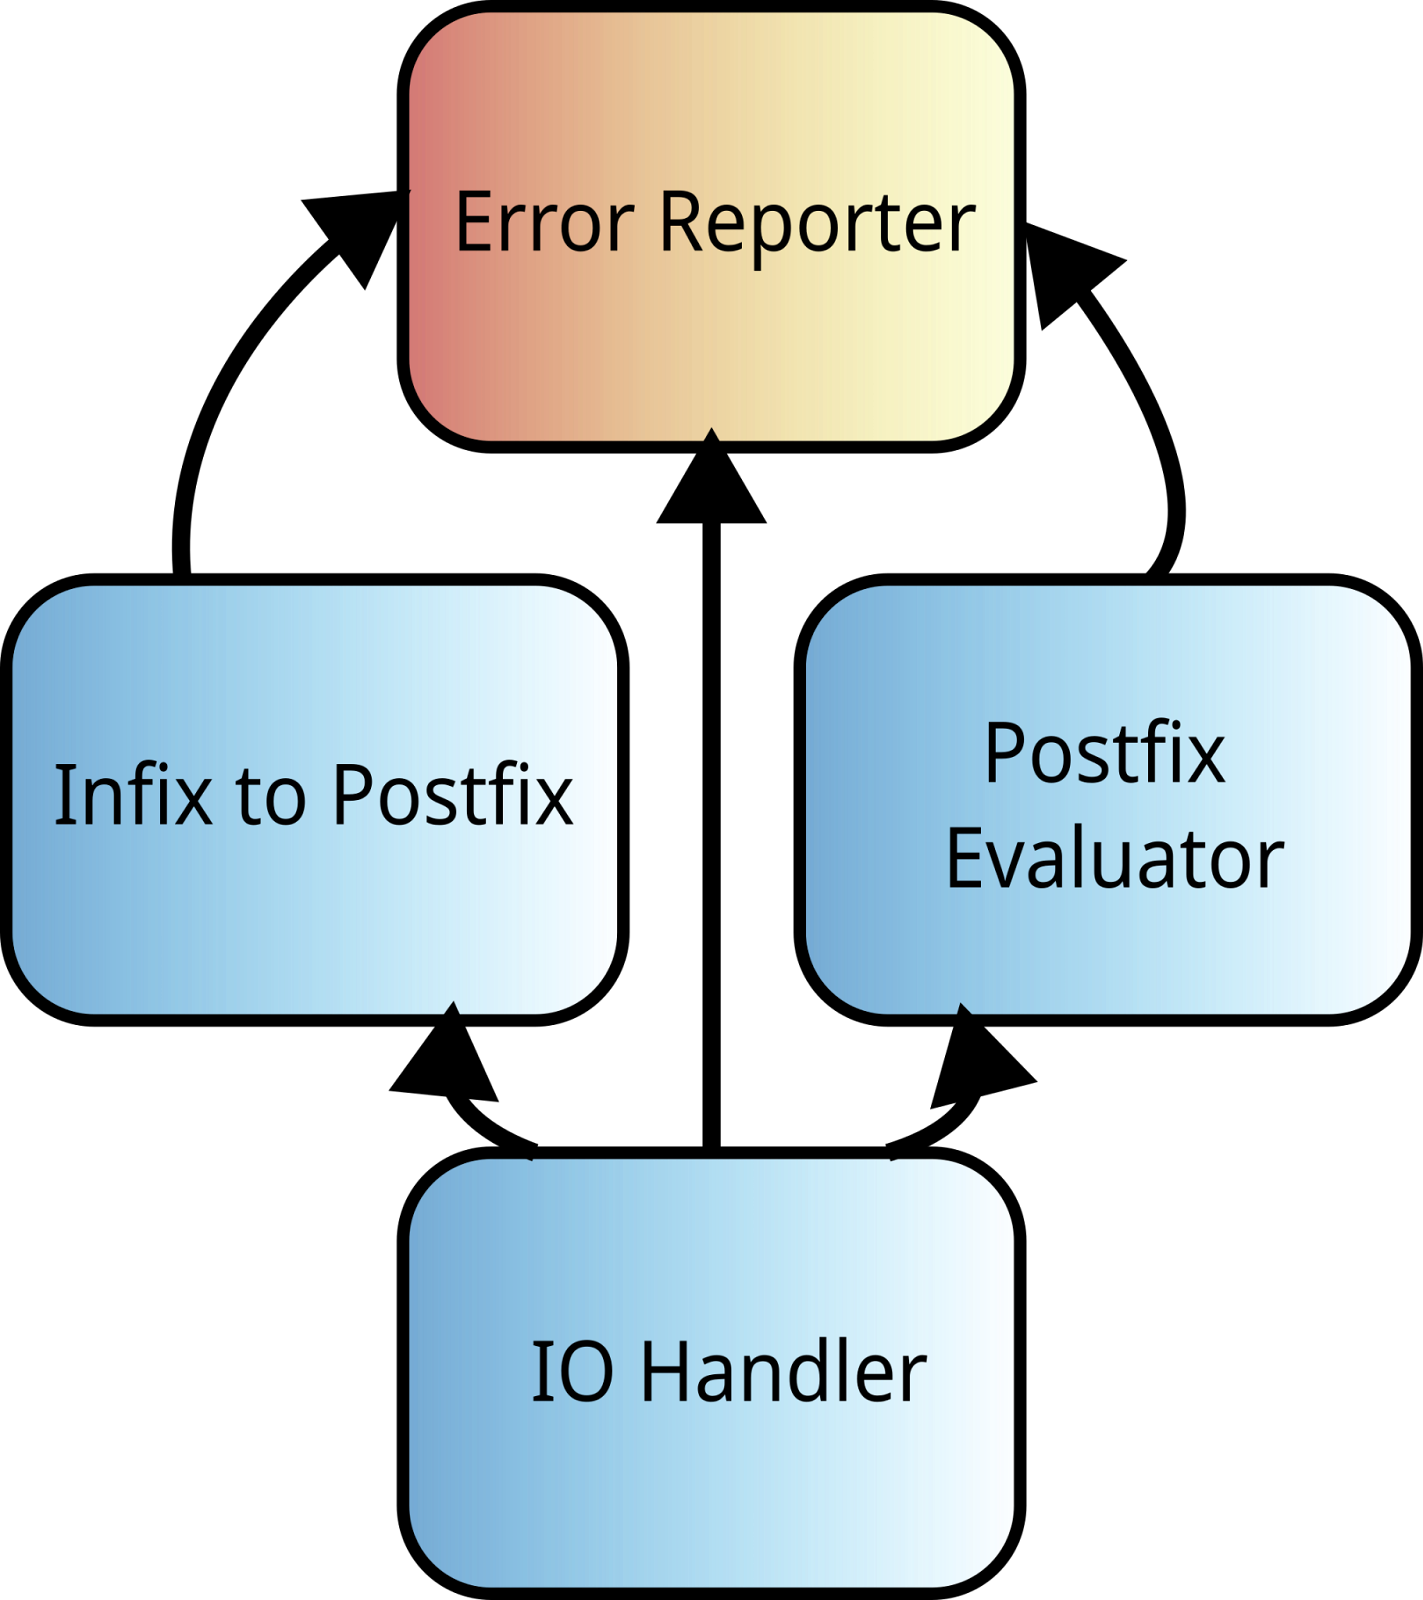 Error Reporter
Infix to Postfix
Postfix
Evaluator
IO Handler